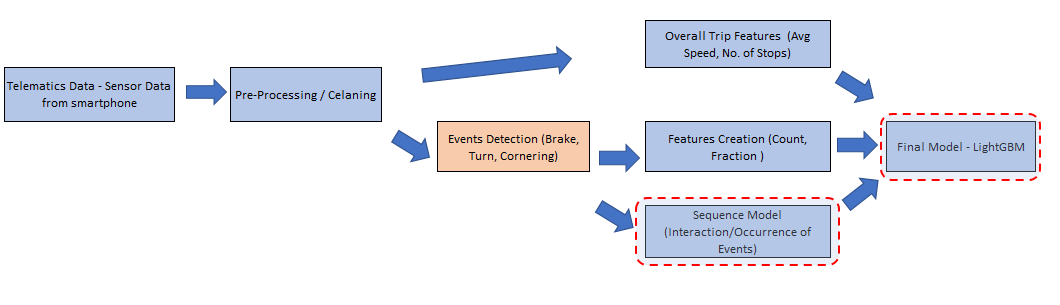 Overall Trip Features (Avg
Speed, No. of Stops)
Telematics Data - Sensor Data
from smartphone
Pre-Processing / Celaning
Events Detection (Brake,
Turn, Cornering)
Features Creation (Count,
Fraction )
Final Model - LightGBM
Sequence Model
(Interaction/Occurrence of
Events)